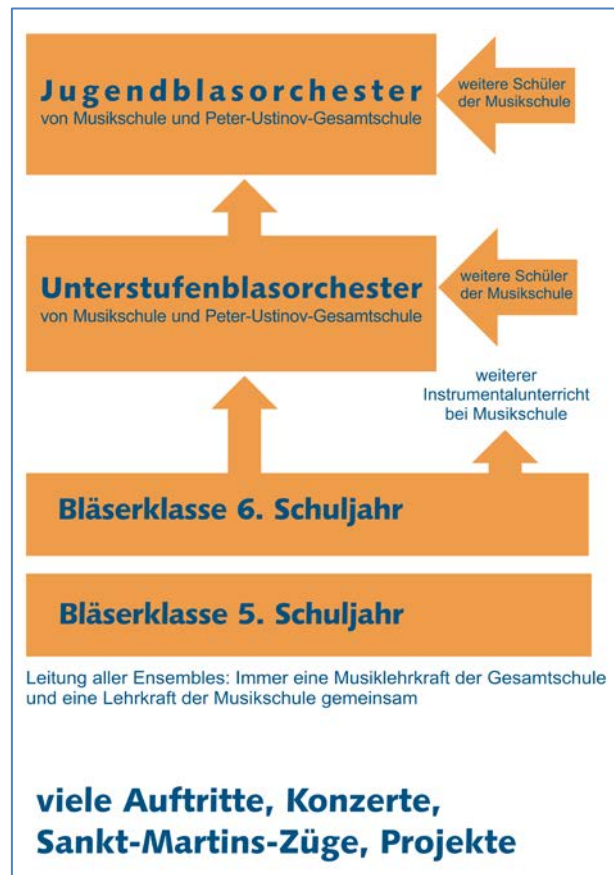 Jugendblasorchester
von Musikschule und Peter-Ustinov-Gesamtschule
weitere Schüler
der Musikschule
Unterstufenblasorchester
von Musikschule und Peter-Ustinov-Gesamtschule
weitere Schüler
der Musikschule
weiterer
Instrumentalunterricht
bei Musikschule
Bläserklasse 6. Schuljahr
Bläserklasse 5. Schuljahr
Leitung aller Ensembles: Immer eine Musiklehrkraft der Gesamtschule
und eine Lehrkraft der Musikschule gemeinsam
viele Auftritte, Konzerte,
Sankt-Martins-Züge, Projekte